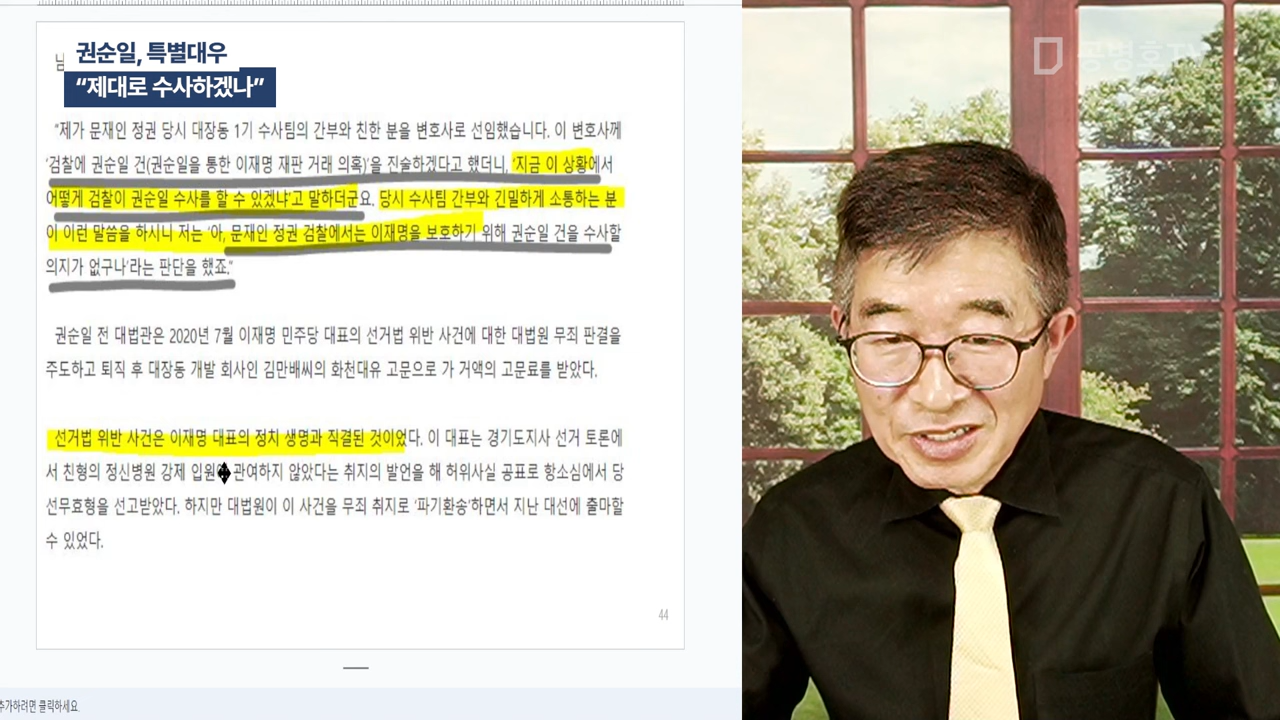 권순일, 특별대우
“제대로 수사하겠나”
공병호TV
“제가 문재인 정권 당시 대장동 1기 수사팀의 간부와 친한 분을 변호사로 선임했습니다. 이 변호사께
‘검찰에 권순일 건(권순일을 통한 이재명 재판 거래 의혹)’을 진술하겠다고 했더니, ‘지금 이 상황에서
어떻게 검찰이 권순일 수사를 할 수 있겠냐’고 말하더군요. 당시 수사팀 간부와 긴밀하게 소통하는 분
이 이런 말씀을 하시니 저는 ‘아, 문재인 정권 검찰에서는 이재명을 보호하기 위해 권순일 건을 수사할
의지가 없구나’라는 판단을 했죠.”
권순일 전 대법관은 2020년 7월 이재명 민주당 대표의 선거법 위반 사건에 대한 대법원 무죄 판결을
주도하고 퇴직 후 대장동 개발 회사인 김만배씨의 화천대유 고문으로 가 거액의 고문료를 받았다.
선거법 위반 사건은 이재명 대표의 정치 생명과 직결된 것이었다. 이 대표는 경기도지사 선거 토론에
서 친형의 정신병원 강제 관여하지 않았다는 취지의 발언을 해 허위사실 공표로 항소심에서 당
선무효형을 선고받았다. 하지만 대법원이 이 사건을 무죄 취지로 ‘파기환송’하면서 지난 대선에 출마할
수 있었다.
44
추가하려면 클릭하세요.